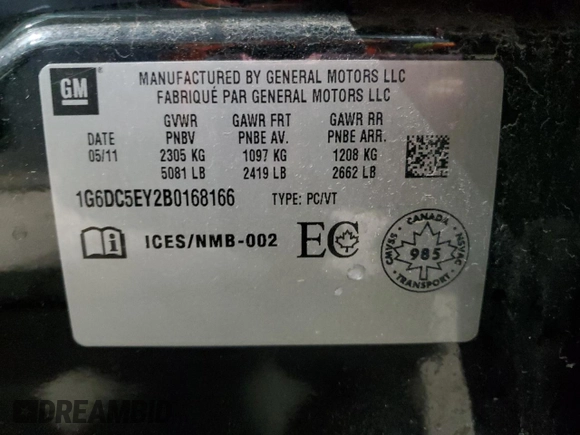 GM
MANUFACTURED BY GENERAL MOTORS LLC
FABRIQUÉ PAR GENERAL MOTORS LLC
GVWR GAWR FRT GAWR RR
DATE PNBV PNBE AV. PNBE ARR.
05/11 2305 KG 1097 KG 1208 KG
5081 LB 2419 LB 2662 LB
1G6DC5EY2B0168166 TYPE: PC/VT
ICES/NMB-002 EC
CANADA
CMVSS 985 NSVAC
TRANSPORT
DREAMBID